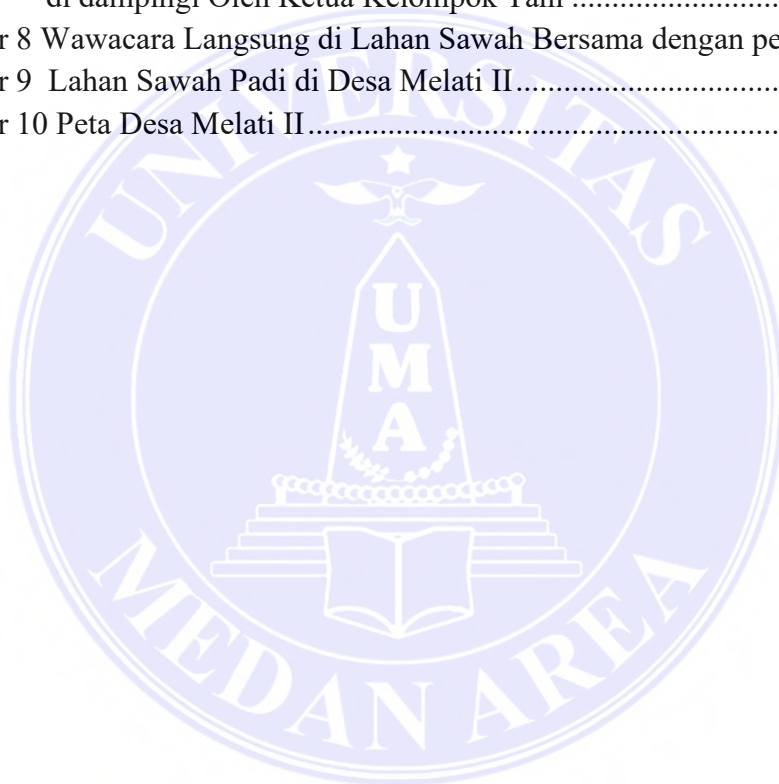 di dampingi Oleh Ketua Kelompok Tani ........................
r 8 Wawacara Langsung di Lahan Sawah Bersama dengan pe
r 9 Lahan Sawah Padi di Desa Melati II..................................
r 10 Peta Desa Melati II............................................................
UNIVERSITAS
U
M
A
MEDAN AREA